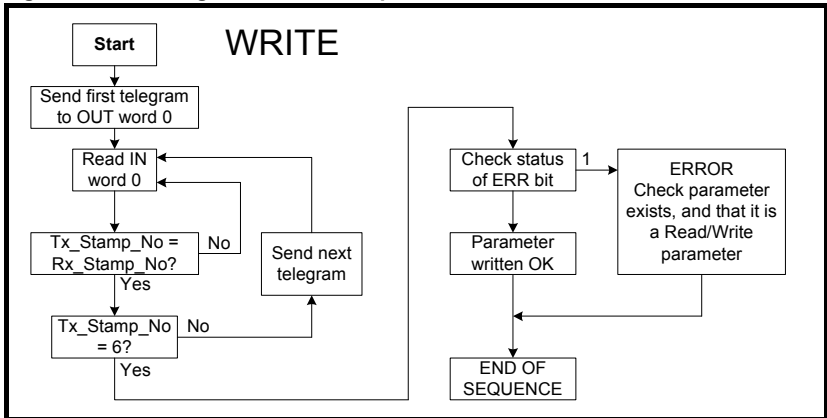 WRITE
Start
Send first telegram
to OUT word 0
Read IN
word 0
Tx_Stamp_No =
Rx_Stamp_No?
No
Yes
Send next
telegram
Tx_Stamp_No
= 6?
No
Yes
Check status
of ERR bit
1
ERROR
Check parameter
exists, and that it is
a Read/Write
parameter
Parameter
written OK
END OF
SEQUENCE